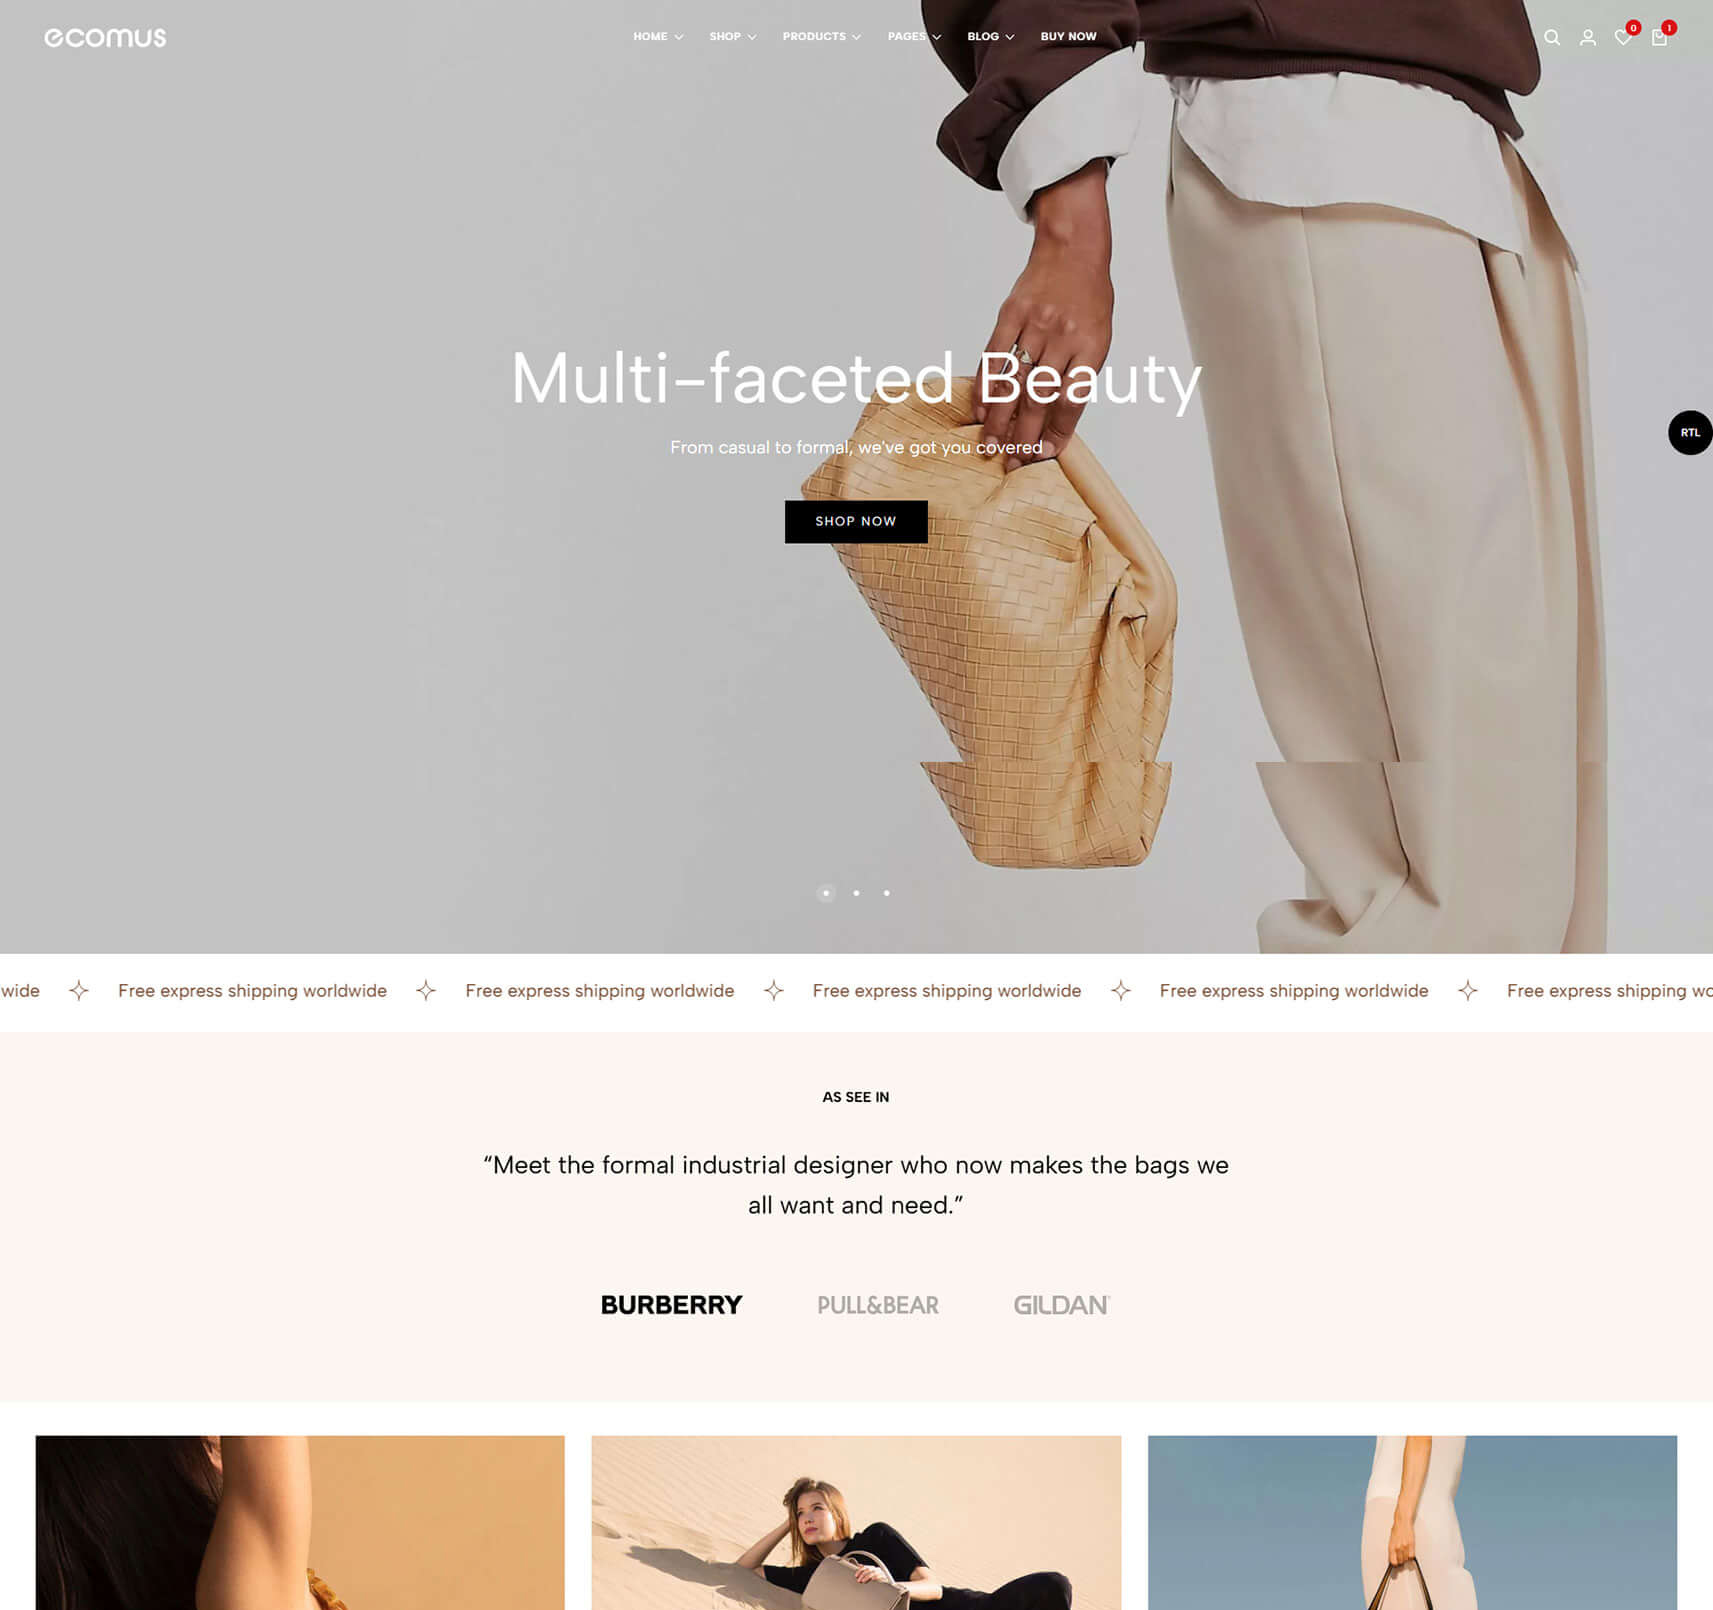 ecomus
HOME SHOP PRODUCTS PAGES BLOG BUY NOW
0 1
Multi-faceted Beauty
From casual to formal, we've got you covered
RTL
SHOP NOW
wide Free express shipping worldwide Free express shipping worldwide Free express shipping worldwide Free express shipping worldwide Free express shipping wo
AS SEE IN
“Meet the formal industrial designer who now makes the bags we
all want and need.”
BURBERRY PULL&BEAR GILDAN